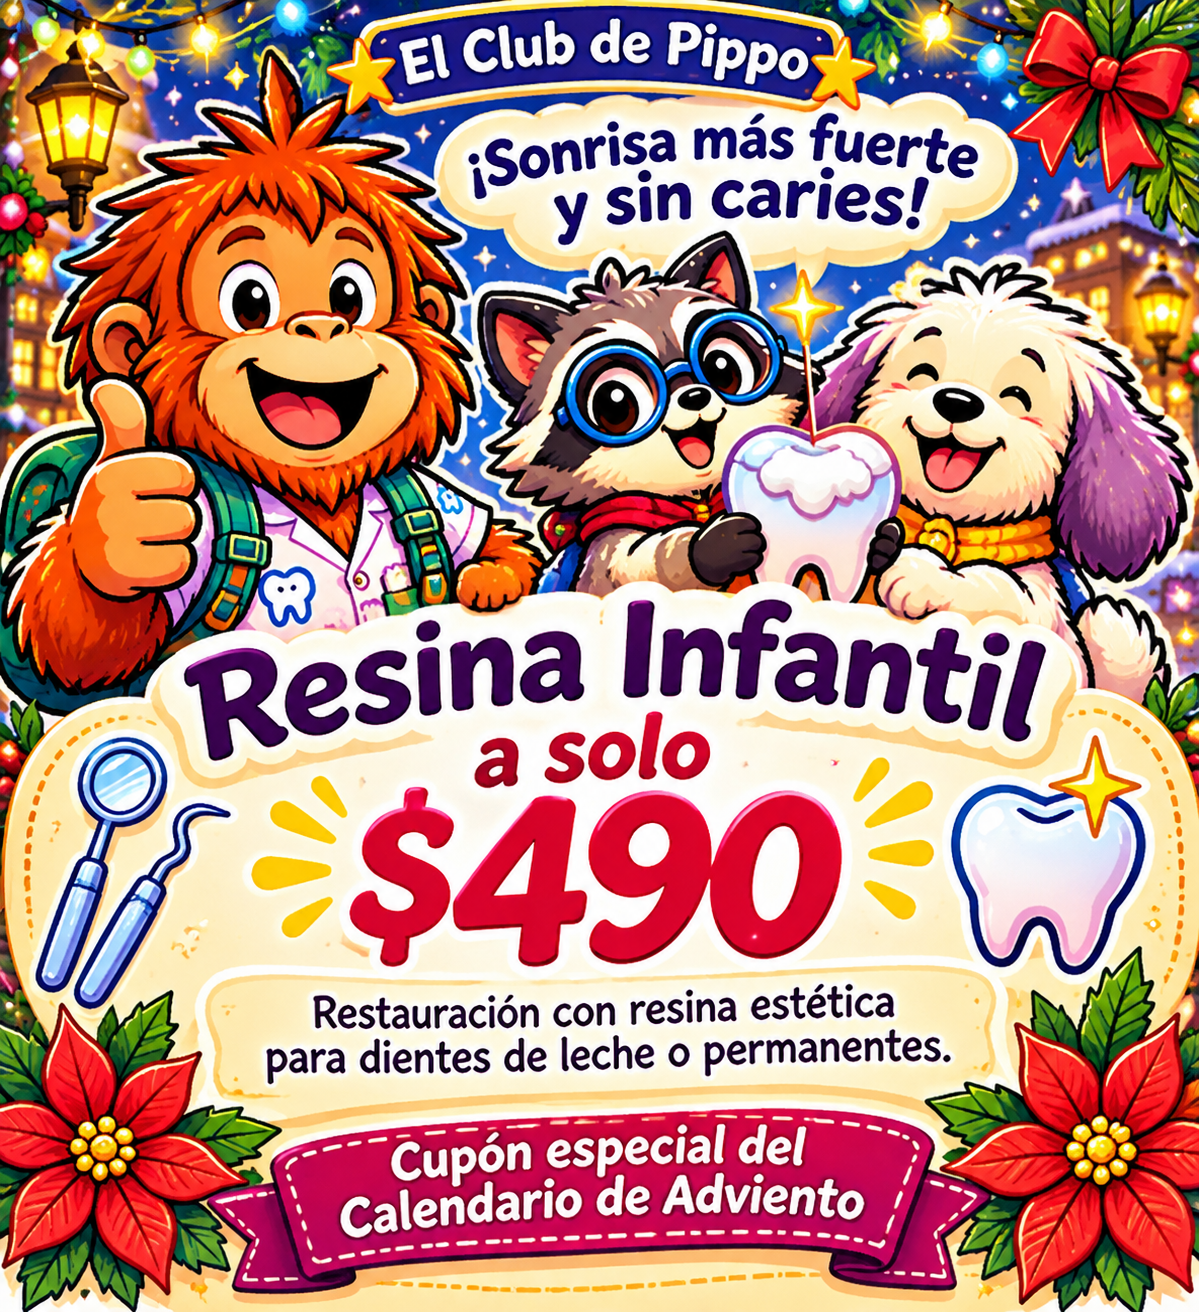 El Club de Pippo
¡Sonrisa más fuerte
y sin caries!
Resina Infantil
a solo
$490
Restauración con resina estética
para dientes de leche o permanentes.
Cupón especial del
Calendario de Adviento